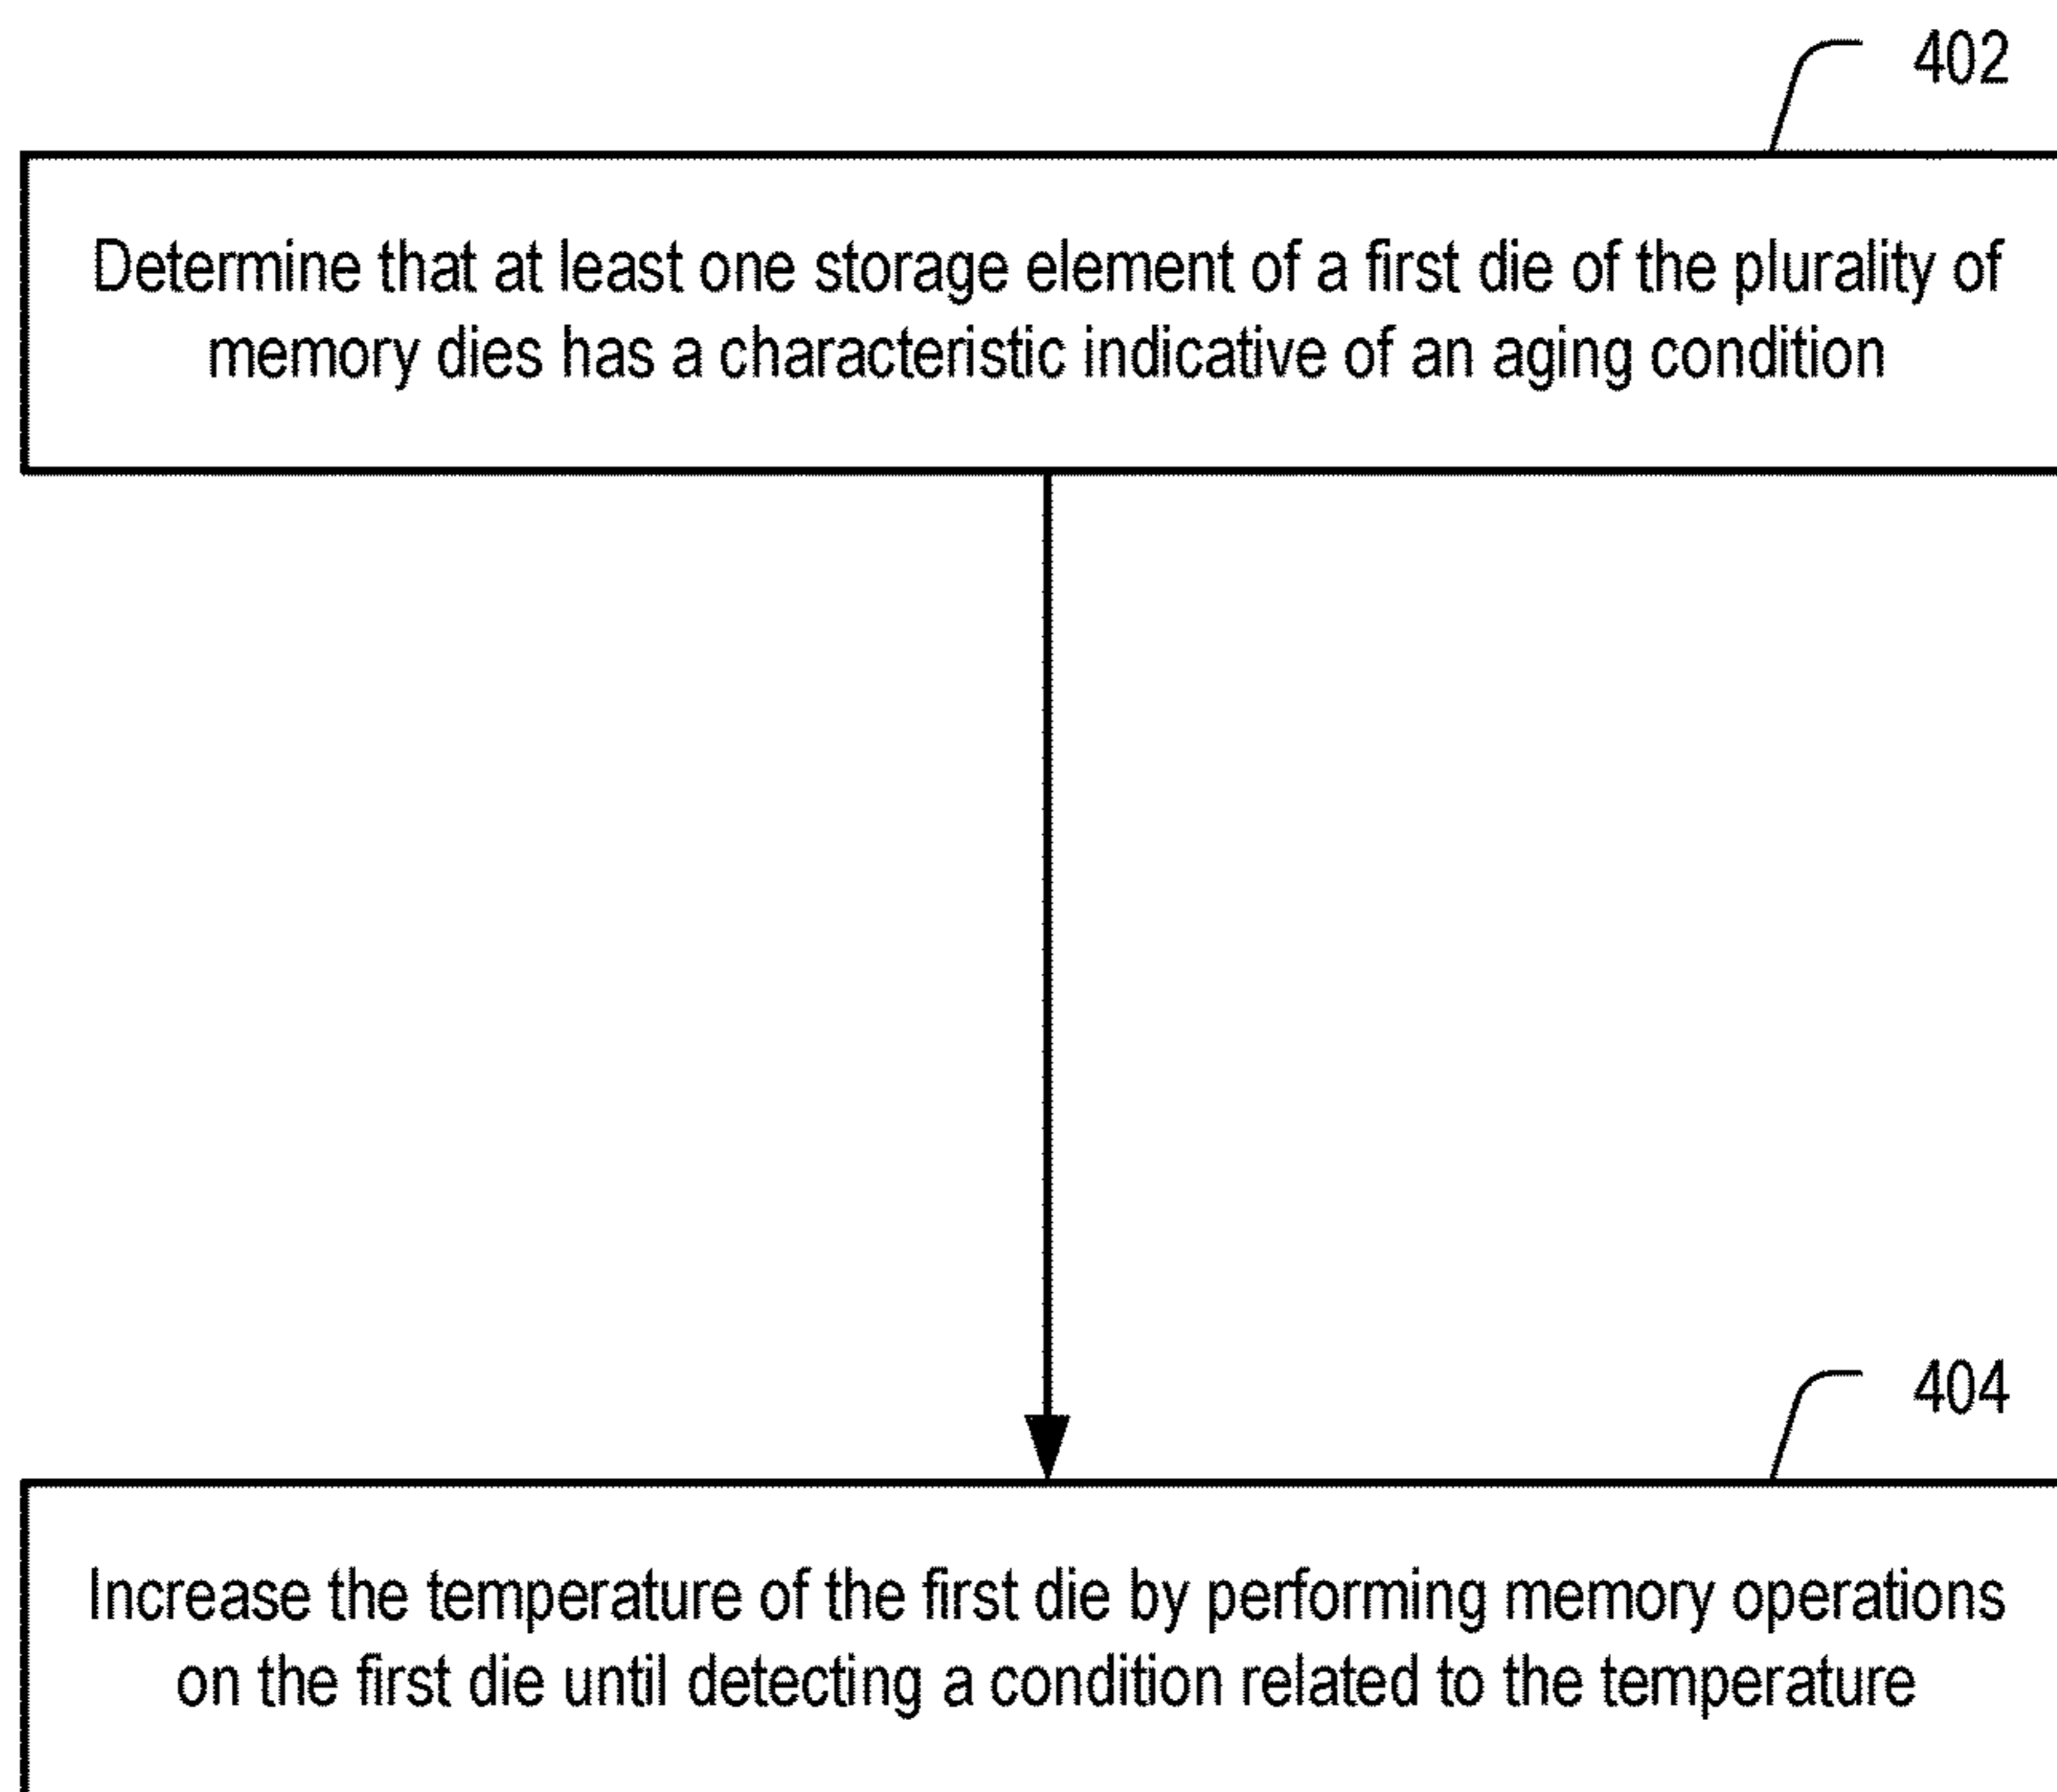 402
Determine that at least one storage element of a first die of the plurality of
memory dies has a characteristic indicative of an aging condition
404
Increase the temperature of the first die by performing memory operations
on the first die until detecting a condition related to the temperature